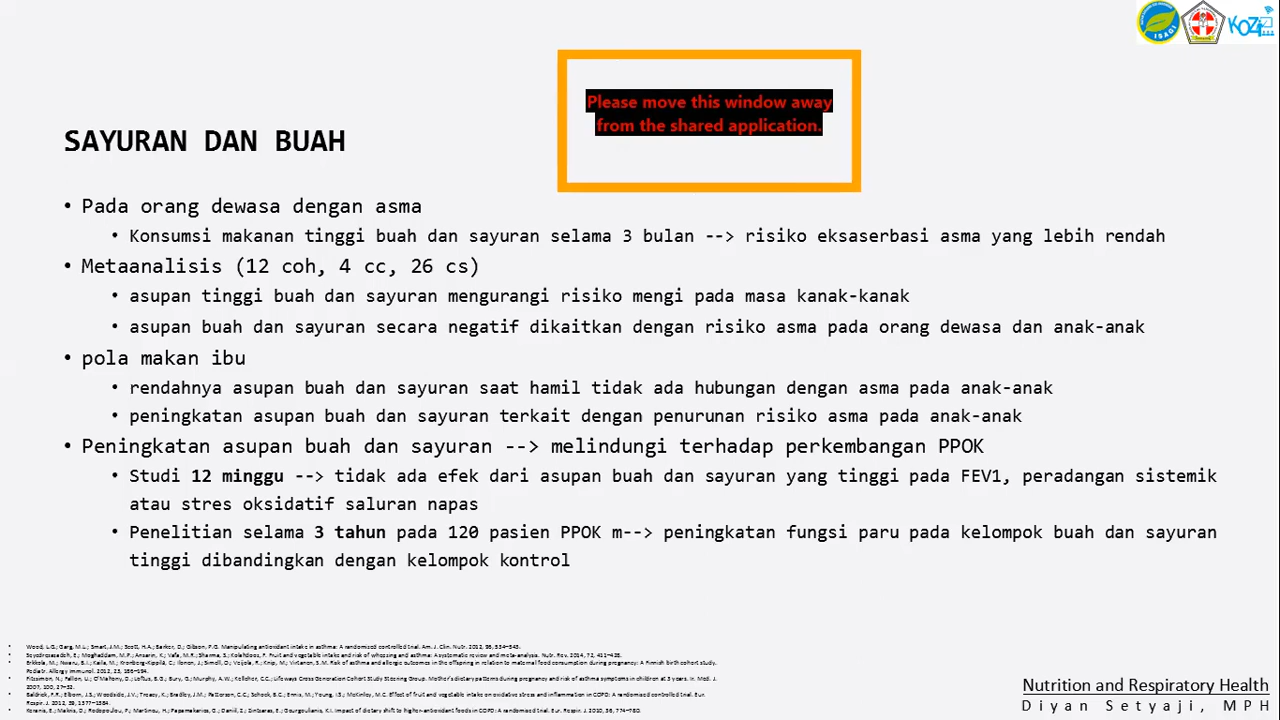 ISAGI
KOZI
Please move this window away
from the shared application.
SAYURAN DAN BUAH
• Pada orang dewasa dengan asma
• Konsumsi makanan tinggi buah dan sayuran selama 3 bulan --> risiko eksaserbasi asma yang lebih rendah
• Metaanalisis (12 coh, 4 cc, 26 cs)
• asupan tinggi buah dan sayuran mengurangi risiko mengi pada masa kanak-kanak
• asupan buah dan sayuran secara negatif dikaitkan dengan risiko asma pada orang dewasa dan anak-anak
• pola makan ibu
• rendahnya asupan buah dan sayuran saat hamil tidak ada hubungan dengan asma pada anak-anak
• peningkatan asupan buah dan sayuran terkait dengan penurunan risiko asma pada anak-anak
• Peningkatan asupan buah dan sayuran --> melindungi terhadap perkembangan PPOK
• Studi 12 minggu --> tidak ada efek dari asupan buah dan sayuran yang tinggi pada FEV1, peradangan sistemik
atau stres oksidatif saluran napas
• Penelitian selama 3 tahun pada 120 pasien PPOK m--> peningkatan fungsi paru pada kelompok buah dan sayuran
tinggi dibandingkan dengan kelompok kontrol
Nutrition and Respiratory Health
Diyan Setyaji, MPH